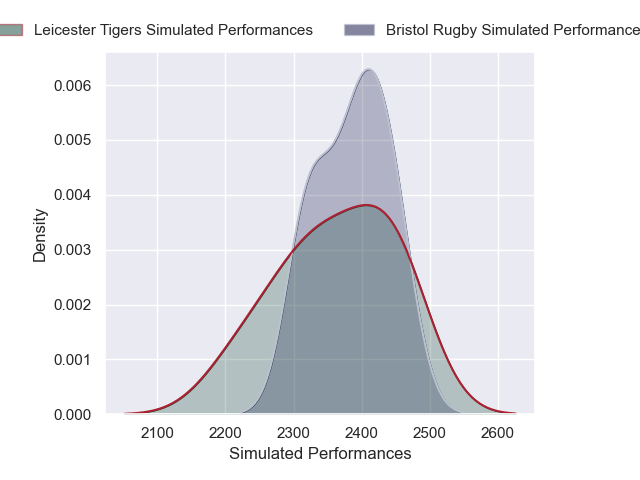 Leicester Tigers Simulated Performances
Bristol Rugby Simulated Performance
0.006
0.005
0.004
0.003
0.002
0.001
0.000
Density
2100 2200 2300 2400 2500 2600
Simulated Performances